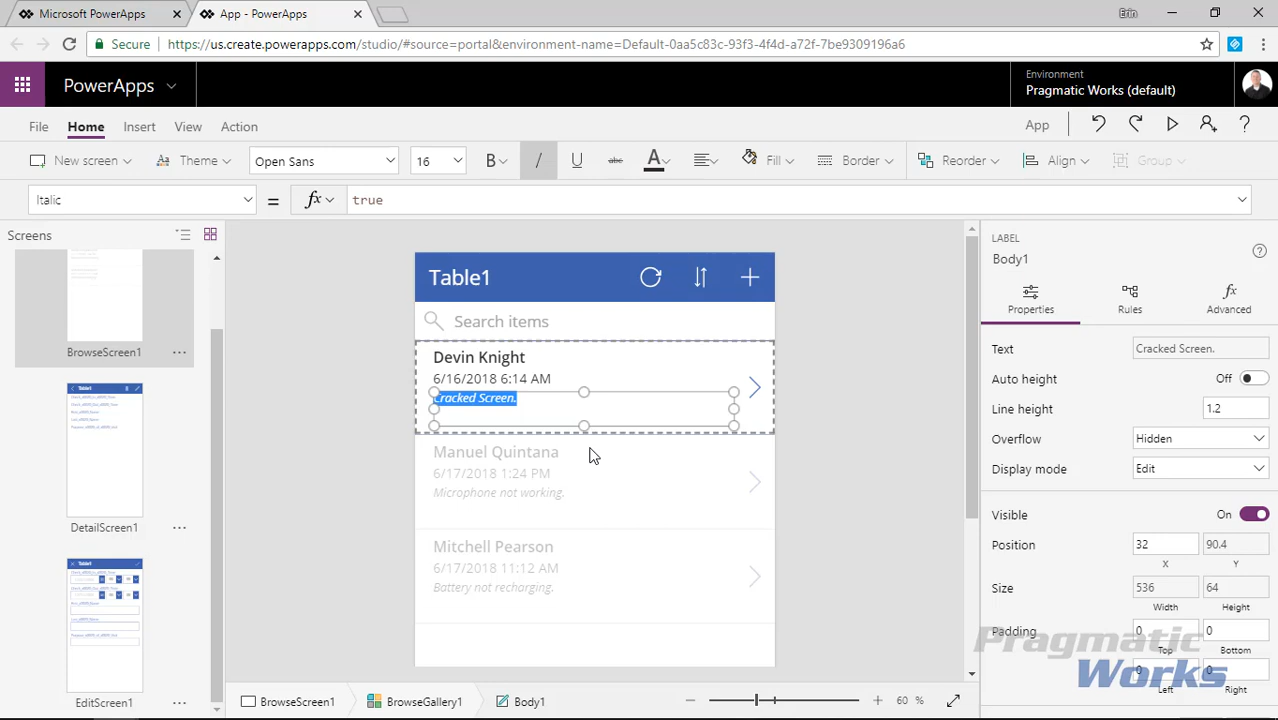 Microsoft PowerApps
App - PowerApps
Erin
Secure
https://us.create.powerapps.com/studio/#source=portal&environment-name=Default-0aa5c83c-93f3-4f4d-a72f-7be9309196a6
PowerApps
Environment
Pragmatic Works (default)
File Home Insert View Action
App
New screen Theme Open Sans 16 B / U abc A Fill Border Reorder Align Group
Italic = fx true
Screens
BrowseScreen1
DetailScreen1
EditScreen1
Table1
Search items
Devin Knight
6/16/2018 6:14 AM
Cracked Screen.
Manuel Quintana
6/17/2018 1:24 PM
Microphone not working.
Mitchell Pearson
6/17/2018 11:12 AM
Battery not recharging.
LABEL
Body1
Properties Rules Advanced
Text Cracked Screen.
Auto height Off
Line height 1.2
Overflow Hidden
Display mode Edit
Visible On
Position 32 90.4
X Y
Size 536 64
Width Height
Padding 0 0
Top Bottom
0 0
Left Right
Pragmatic
Works
BrowseScreen1 BrowseGallery1 Body1
60 %